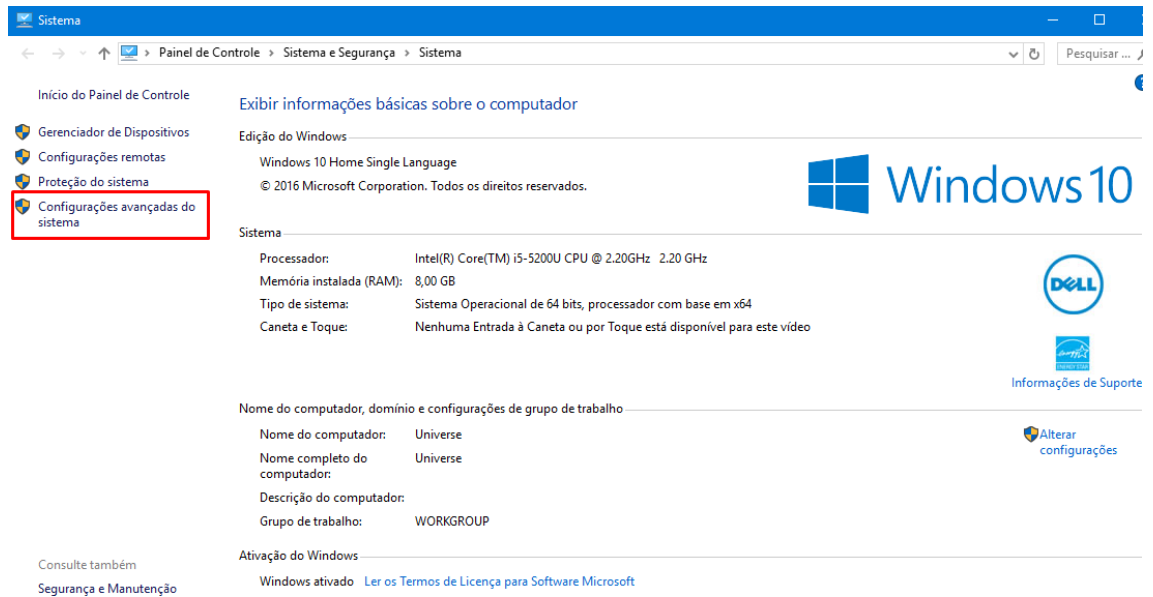 Sistema
Painel de Controle > Sistema e Segurança > Sistema
Pesquisar ...
Início do Painel de Controle
Gerenciador de Dispositivos
Configurações remotas
Proteção do sistema
Configurações avançadas do
sistema
Exibir informações básicas sobre o computador
Edição do Windows
Windows 10 Home Single Language
© 2016 Microsoft Corporation. Todos os direitos reservados.
Windows 10
Sistema
Processador: Intel(R) Core(TM) i5-5200U CPU @ 2.20GHz 2.20 GHz
Memória instalada (RAM): 8,00 GB
Tipo de sistema: Sistema Operacional de 64 bits, processador com base em x64
Caneta e Toque: Nenhuma Entrada à Caneta ou por Toque está disponível para este vídeo
DELL
ENERGY STAR
Informações de Suporte
Nome do computador, domínio e configurações de grupo de trabalho
Nome do computador: Universe
Nome completo do
computador:
Universe
Descrição do computador:
Grupo de trabalho: WORKGROUP
Alterar
configurações
Ativação do Windows
Windows ativado Ler os Termos de Licença para Software Microsoft
Consulte também
Segurança e Manutenção